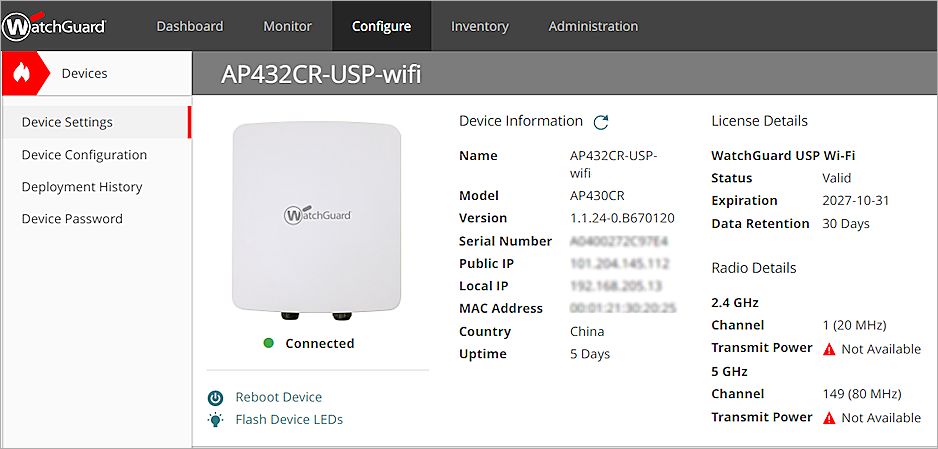 WatchGuard Dashboard Monitor Configure Inventory Administration
Devices
AP432CR-USP-wifi
Device Settings
Device Configuration
Deployment History
Device Password
WatchGuard
Connected
Reboot Device
Flash Device LEDs
Device Information
Name AP432CR-USP-
wifi
Model AP430CR
Version 1.1.24-0.B670120
Serial Number
Public IP
Local IP
MAC Address
Country China
Uptime 5 Days
License Details
WatchGuard USP Wi-Fi
Status Valid
Expiration 2027-10-31
Data Retention 30 Days
Radio Details
2.4 GHz
Channel 1 (20 MHz)
Transmit Power Not Available
5 GHz
Channel 149 (80 MHz)
Transmit Power Not Available